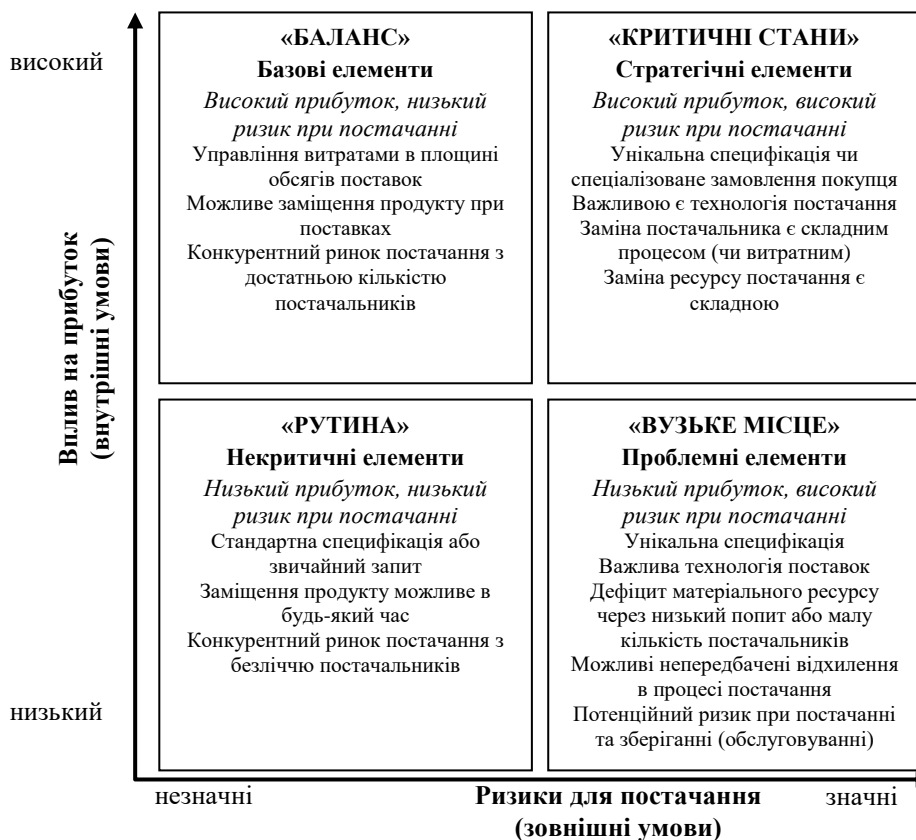 високий
Вплив на прибуток
(внутрішні умови)
«БАЛАНС»
Базові елементи
Високий прибуток, низький
ризик при постачанні
Управління витратами в площині
обсягів поставок
Можливе заміщення продукту при
поставках
Конкурентний ринок постачання з
достатньою кількістю
постачальників
«КРИТИЧНІ СТАНИ»
Стратегічні елементи
Високий прибуток, високий
ризик при постачанні
Унікальна специфікація чи
спеціалізоване замовлення покупця
Важливою є технологія постачання
Заміна постачальника є складним
процесом (чи витратним)
Заміна ресурсу постачання є
складною
«РУТИНА»
Некритичні елементи
Низький прибуток, низький
ризик при постачанні
Стандартна специфікація або
звичайний запит
Заміщення продукту можливе в
будь-який час
Конкурентний ринок постачання з
безліччю постачальників
«ВУЗЬКЕ МІСЦЕ»
Проблемні елементи
Низький прибуток, високий
ризик при постачанні
Унікальна специфікація
Важлива технологія поставок
Дефіцит матеріального ресурсу
через низький попит або малу
кількість постачальників
Можливі непередбачені відхилення
в процесі постачання
Потенційний ризик при постачанні
та зберіганні (обслуговуванні)
низький
незначні
Ризики для постачання
(зовнішні умови)
значні